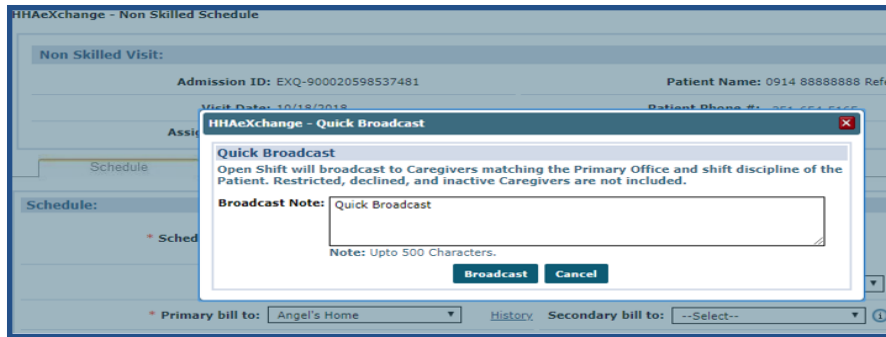 HHAeXchange - Non Skilled Schedule
Non Skilled Visit:
Admission ID: EXQ-900020598537481 Patient Name: 0914 88888888 Refe
Visit Date: 10/18/2018 Patient Phone #:
Assig
HHAeXchange - Quick Broadcast
Quick Broadcast
Open Shift will broadcast to Caregivers matching the Primary Office and shift discipline of the
Patient. Restricted, declined, and inactive Caregivers are not included.
Broadcast Note: Quick Broadcast
Note: Upto 500 Characters.
Broadcast Cancel
Schedule
Schedule:
* Sched
* Primary bill to: Angel's Home History Secondary bill to: --Select--